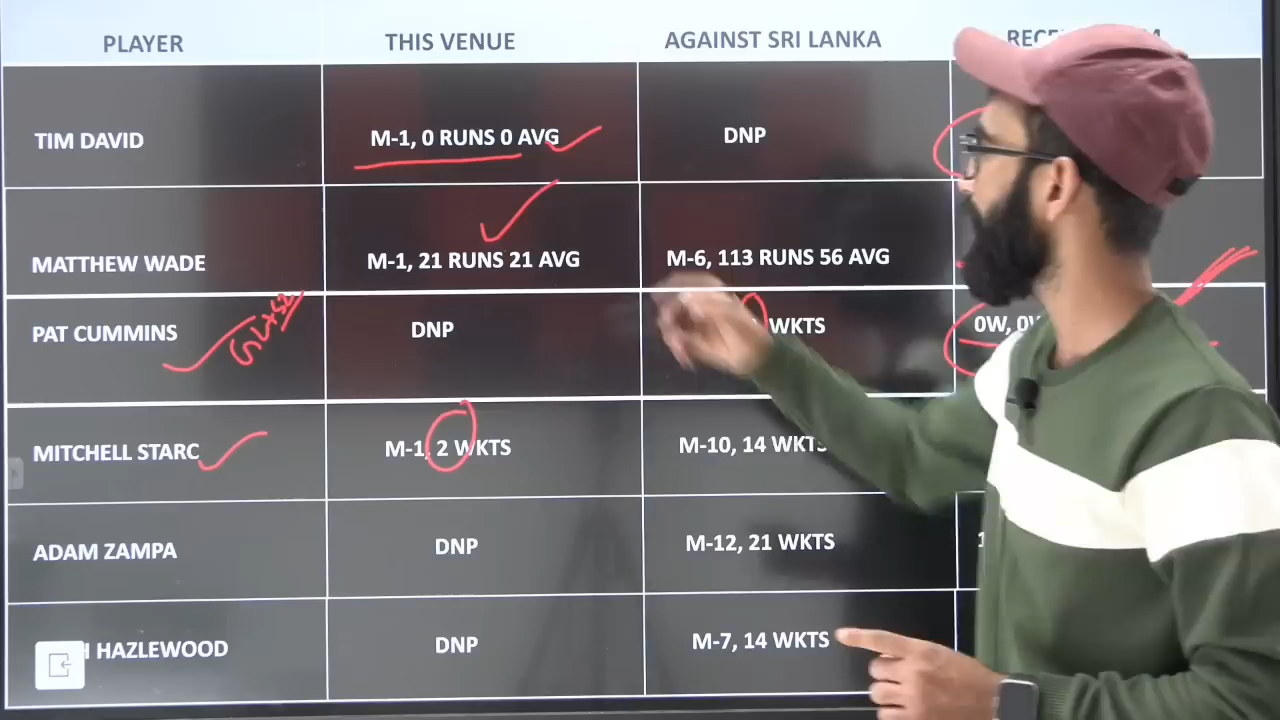 PLAYER THIS VENUE AGAINST SRI LANKA
TIM DAVID M-1, 0 RUNS 0 AVG DNP
MATTHEW WADE M-1, 21 RUNS 21 AVG M-6, 113 RUNS 56 AVG
PAT CUMMINS DNP WKTS 0W,
MITCHELL STARC M-1, 2 WKTS M-10, 14 WKTS
ADAM ZAMPA DNP M-12, 21 WKTS
HAZLEWOOD DNP M-7, 14 WKTS